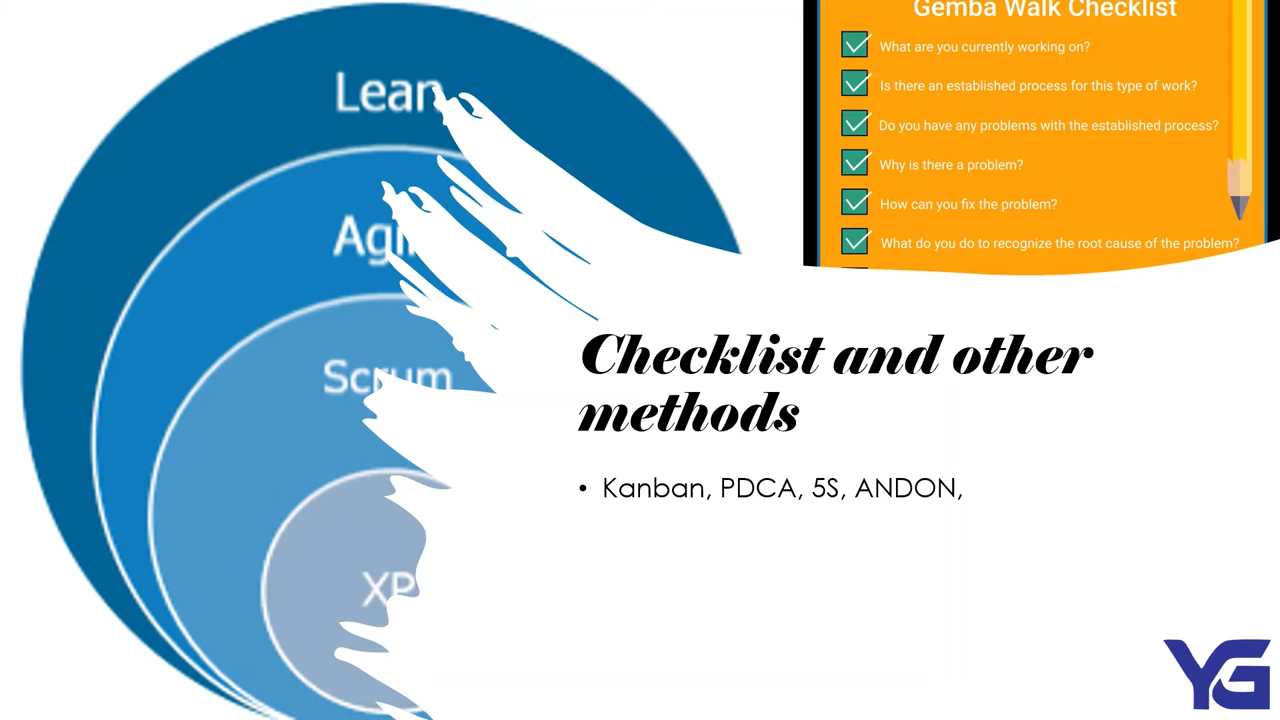 Lean
Agil
Scrum
XP
Gemba Walk Checklist
What are you currently working on?
Is there an established process for this type of work?
Do you have any problems with the established process?
Why is there a problem?
How can you fix the problem?
What do you do to recognize the root cause of the problem?
Checklist and other
methods
• Kanban, PDCA, 5S, ANDON,
YG